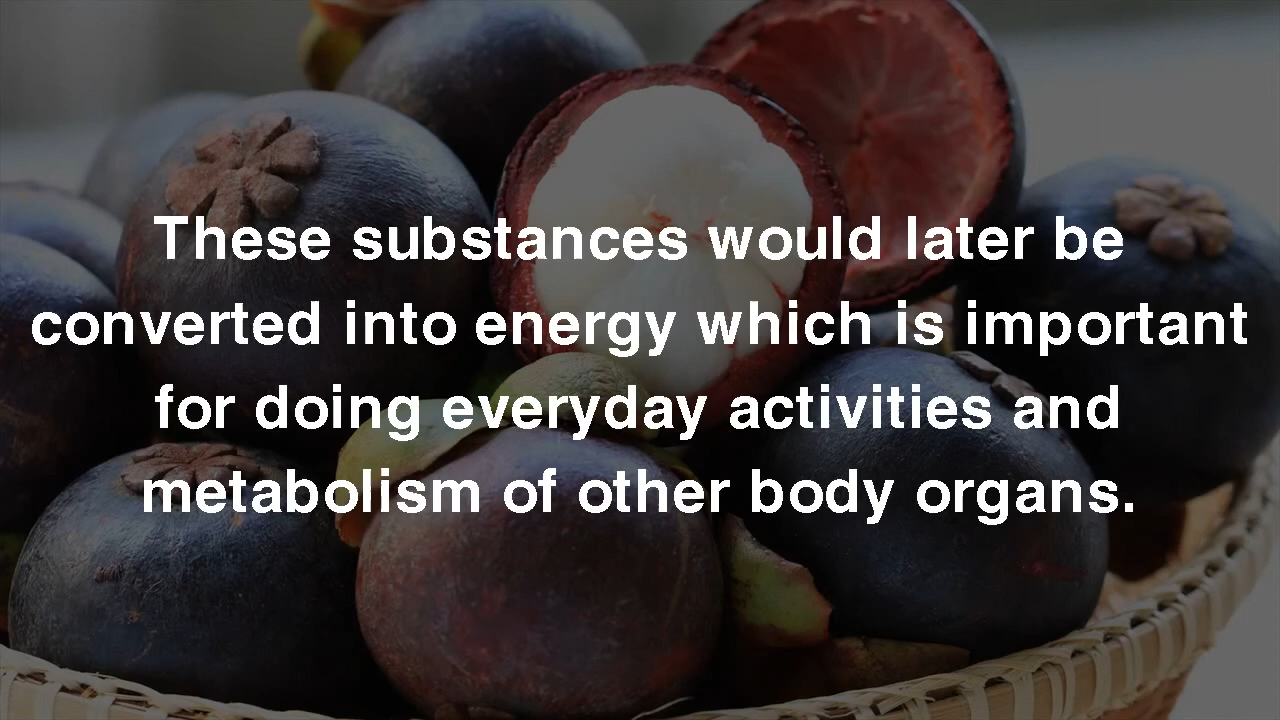 These substances would later be
converted into energy which is important
for doing everyday activities and
metabolism of other body organs.